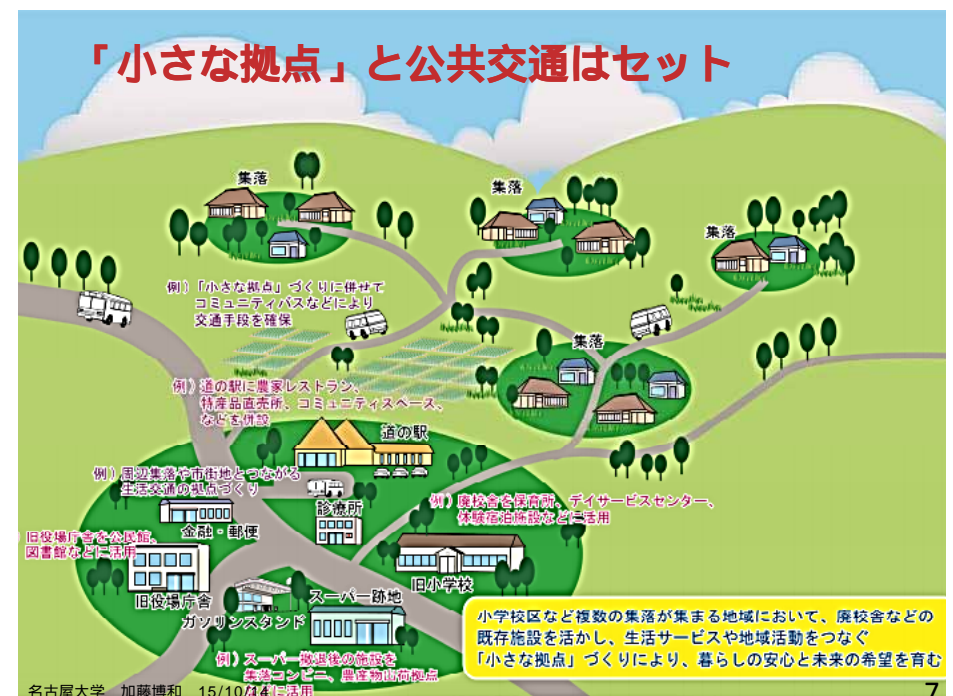 「小さな拠点」と公共交通はセット
集落
集落
集落
例）「小さな拠点」づくりに併せて
コミュニティバスなどにより
交通手段を確保
集落
例）道の駅に農家レストラン、
特産品直売所、コミュニティスペース、
などを併設
道の駅
例）周辺集落や市街地とつながる
生活交通の拠点づくり
診療所
例）廃校舎を保育所、デイサービスセンター、
体験宿泊施設などに活用
金融・郵便
）旧役場庁舎を公民館、
図書館などに活用
旧小学校
旧役場庁舎
スーパー跡地
ガソリンスタンド
小学校区など複数の集落が集まる地域において、廃校舎などの
既存施設を活かし、生活サービスや地域活動をつなぐ
「小さな拠点」づくりにより、暮らしの安心と未来の希望を育む
例）スーパー撤退後の施設を
集落コンビニ、農産物出荷拠点
などに活用
名古屋大学 加藤博和 15/10/14
7